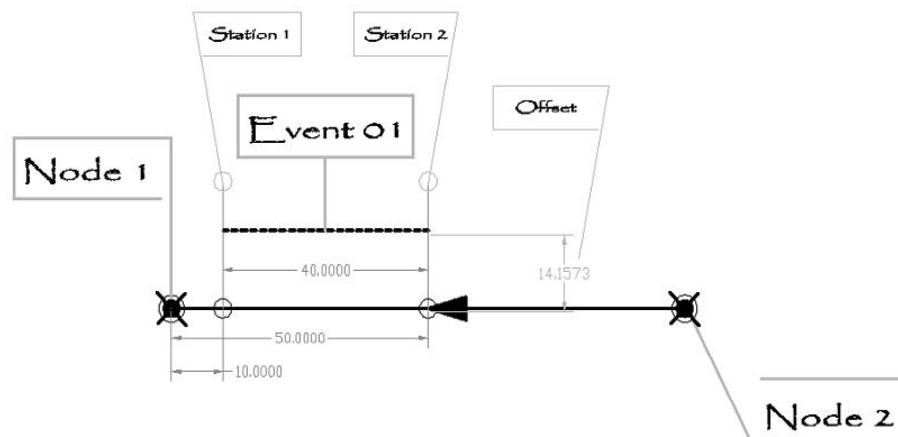 Station 1
Station 2
Event 01
Offset
Node 1
40.0000
14.1573
50.0000
10.0000
Node 2